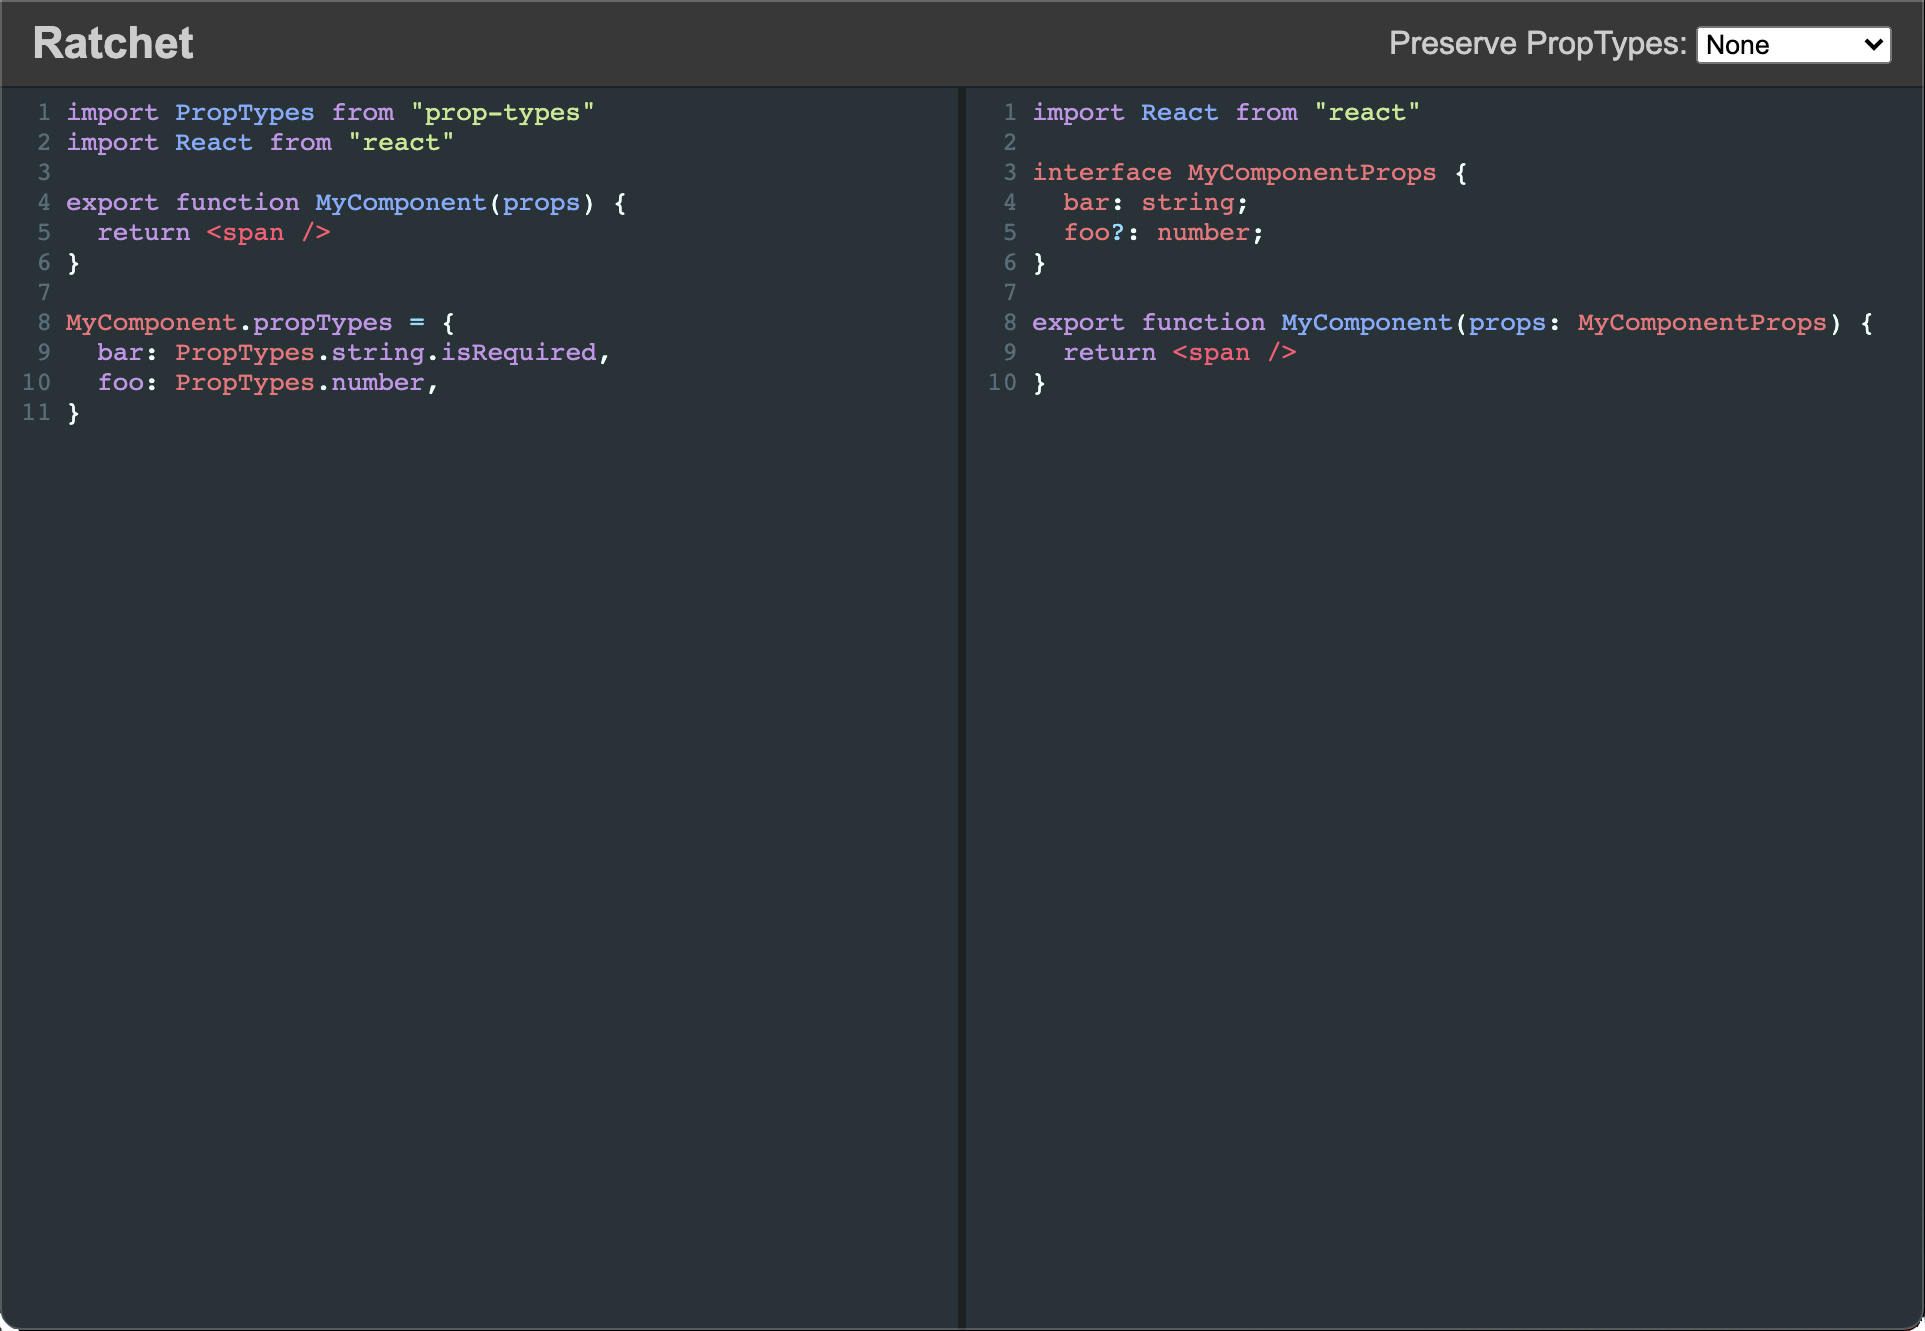 Ratchet
Preserve PropTypes: None
1 import PropTypes from "prop-types"
2 import React from "react"
3
4 export function MyComponent(props) {
5   return <span />
6 }
7
8 MyComponent.propTypes = {
9   bar: PropTypes.string.isRequired,
10   foo: PropTypes.number,
11 }
1 import React from "react"
2
3 interface MyComponentProps {
4   bar: string;
5   foo?: number;
6 }
7
8 export function MyComponent(props: MyComponentProps) {
9   return <span />
10 }